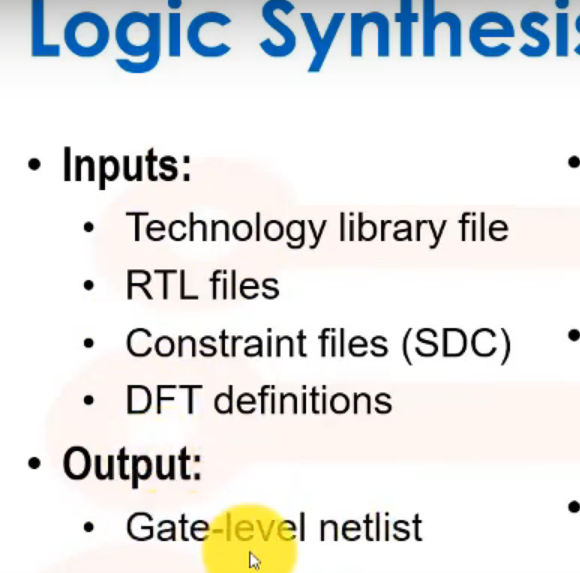 Logic Synthesis
• Inputs:
• Technology library file
• RTL files
• Constraint files (SDC)
• DFT definitions
• Output:
• Gate-level netlist